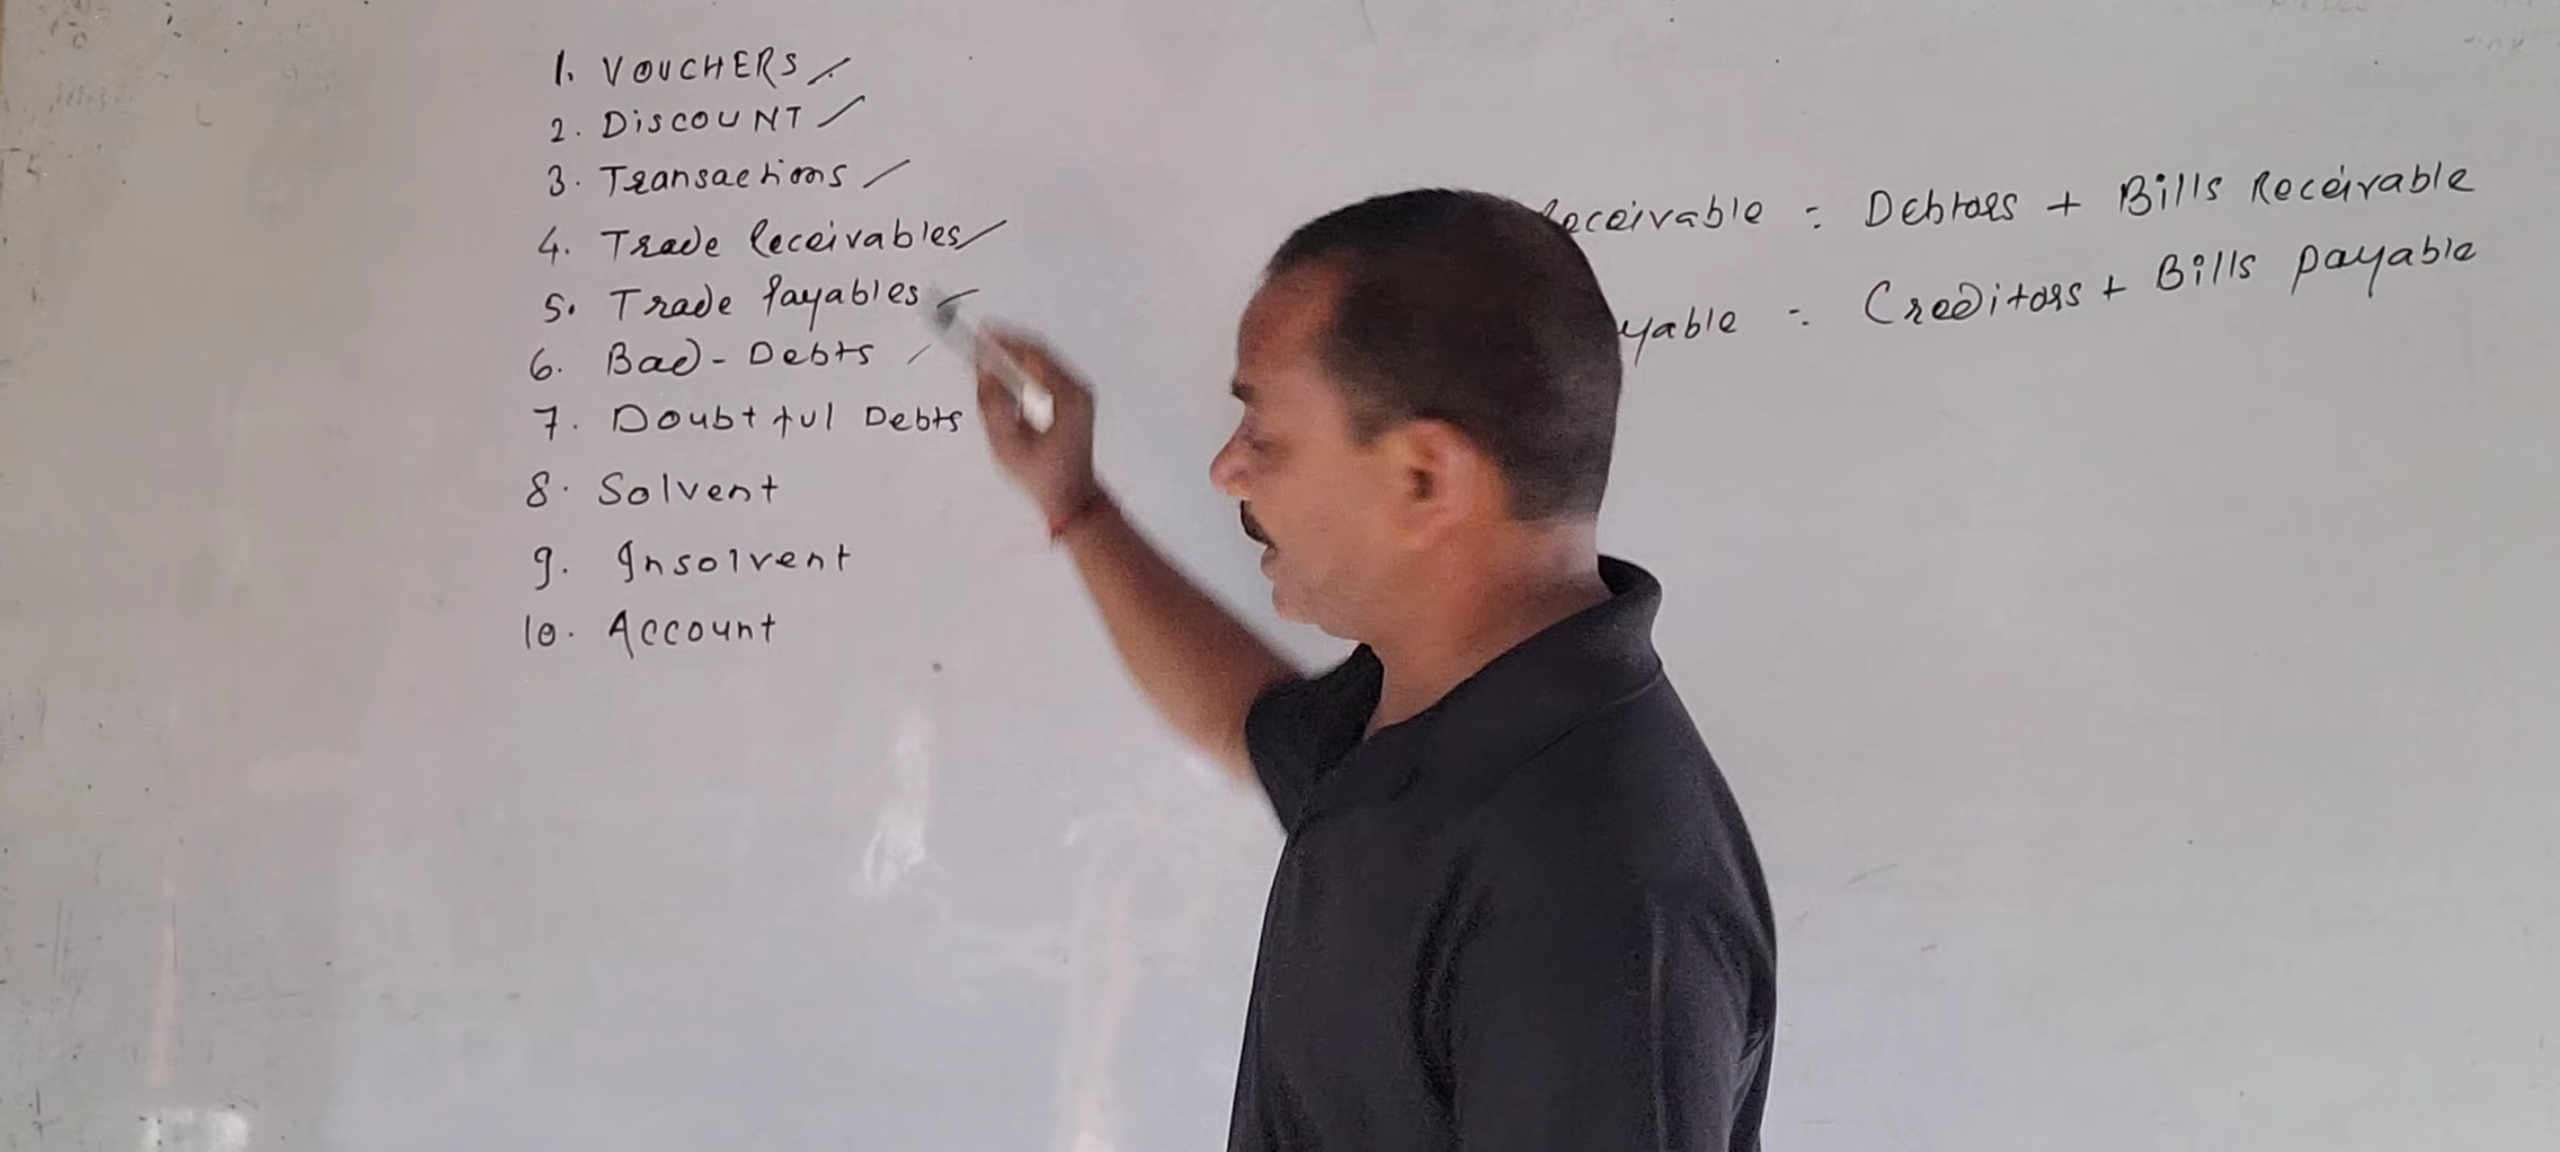 1. VOUCHERS
2. DISCOUNT
3. Transactions
4. Trade Receivables
5. Trade Payables
6. Bad-Debts
7. Doubtful Debts
8. Solvent
9. Insolvent
10. Account
Receivable = Debtors + Bills Receivable
yable = Creditors + Bills payable